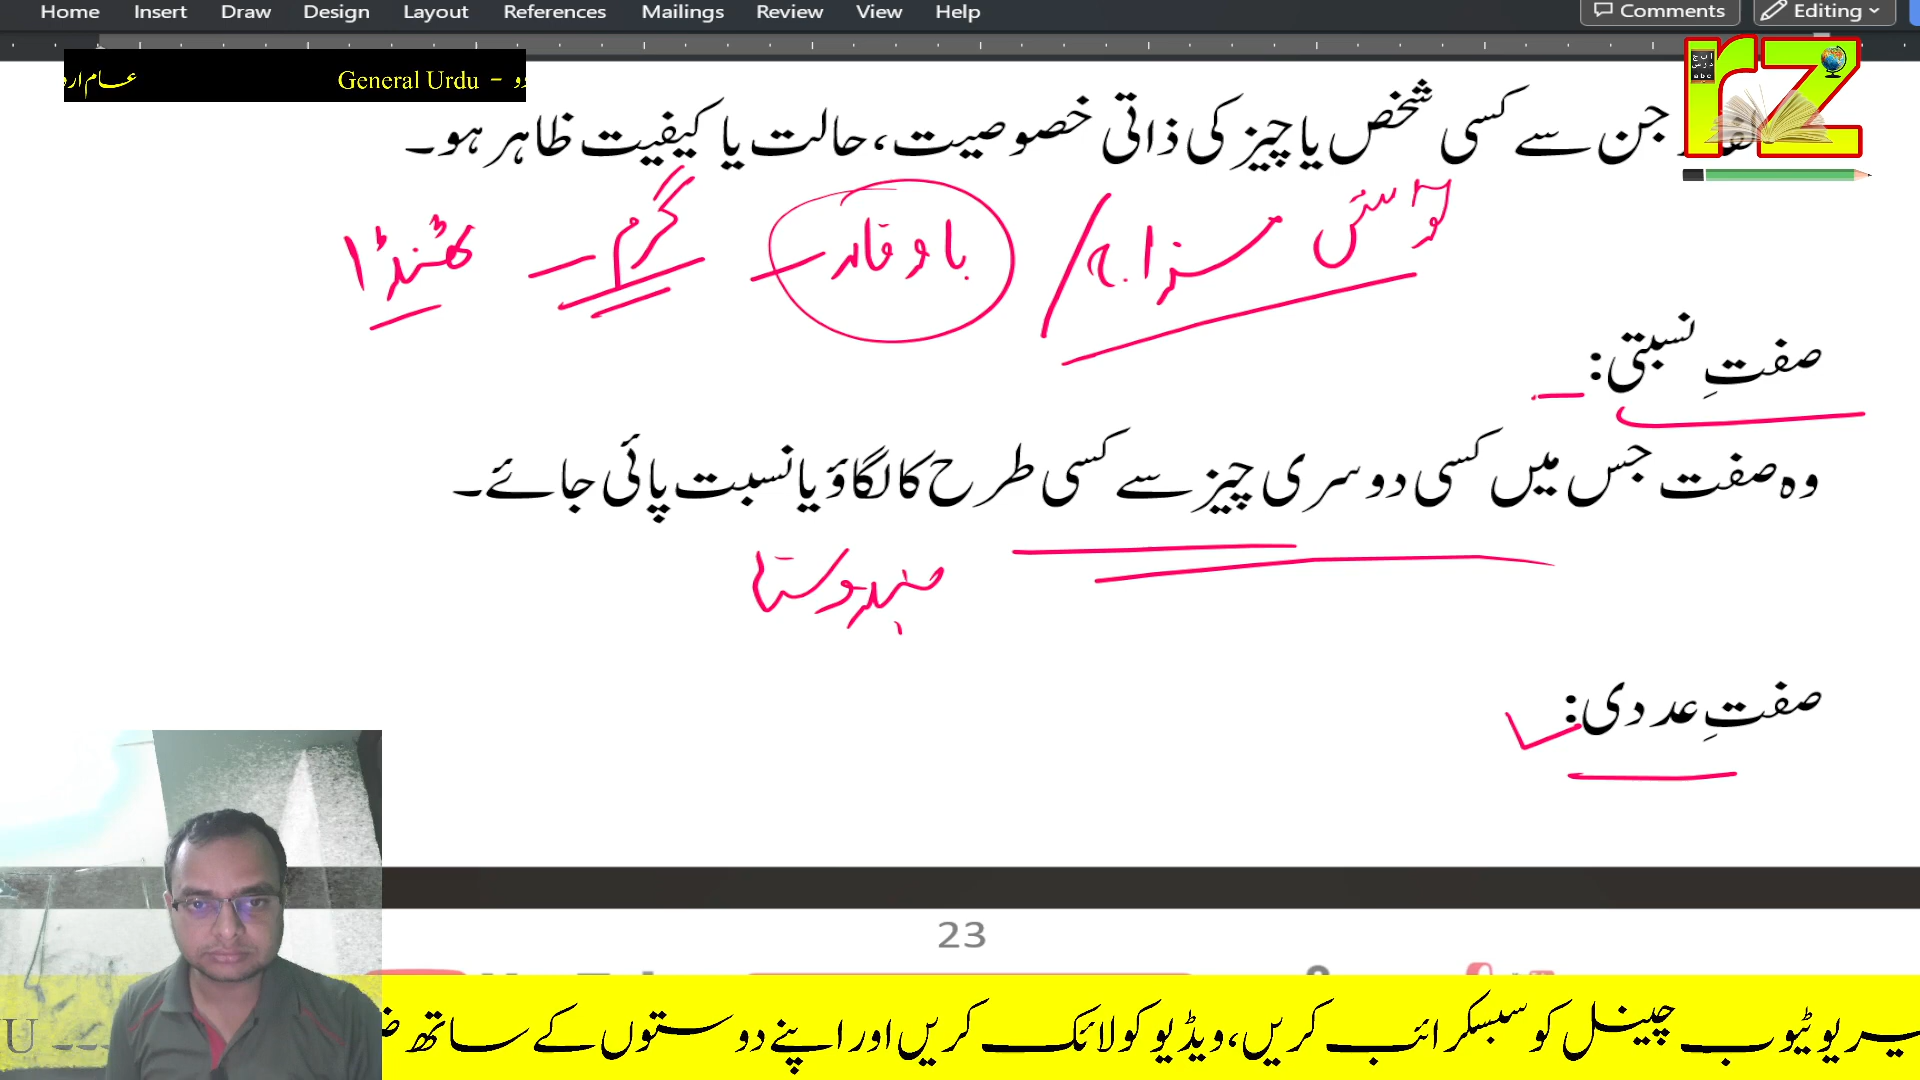 Home Insert Draw Design Layout References Mailings Review View Help Comments Editing
General Urdu -
rz
جن سے کسی شخص یا چیز کی ذاتی خصوصیت، حالت یا کیفیت ظاہر ہو۔
باوقار - گرم - ٹھنڈا
صفتِ نسبتی:
وہ صفت جس میں کسی دوسری چیز سے کسی طرح کا لگاؤ یا نسبت پائی جائے۔
صفتِ عددی:
23
یوٹیوب چینل کو سبسکرائب کریں، ویڈیو کو لائک کریں اور اپنے دوستوں کے ساتھ